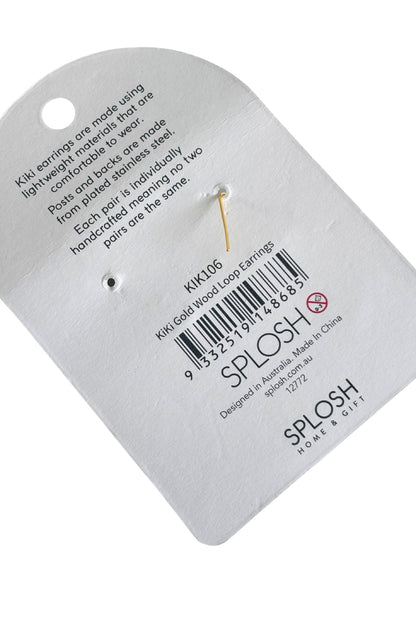 KiKi earrings are made using
lightweight materials that are
comfortable to wear.
Posts and backs are made
from plated stainless steel.
Each pair is individually
handcrafted meaning no two
pairs are the same.
KIK106
KiKi Gold Wood Loop Earrings
9 332519 148685
SPLOSH
Designed in Australia. Made In China
splosh.com.au
12772
SPLOSH
HOME & GIFT